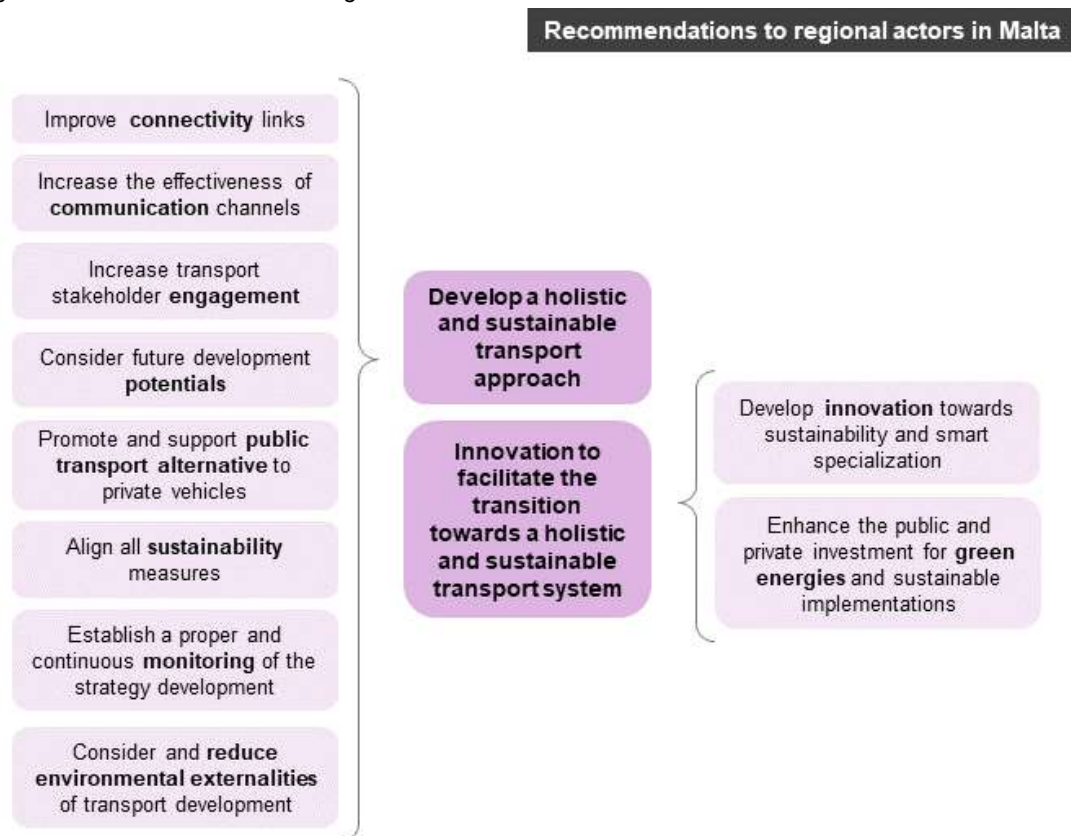 Recommendations to regional actors in Malta
Improve connectivity links
Increase the effectiveness of
communication channels
Increase transport
stakeholder engagement
Consider future development
potentials
Promote and support public
transport alternative to
private vehicles
Align all sustainability
measures
Establish a proper and
continuous monitoring of the
strategy development
Consider and reduce
environmental externalities
of transport development
Develop a holistic
and sustainable
transport
approach
Innovation to
facilitate the
transition
towards a holistic
and sustainable
transport system
Develop innovation towards
sustainability and smart
specialization
Enhance the public and
private investment for green
energies and sustainable
implementations